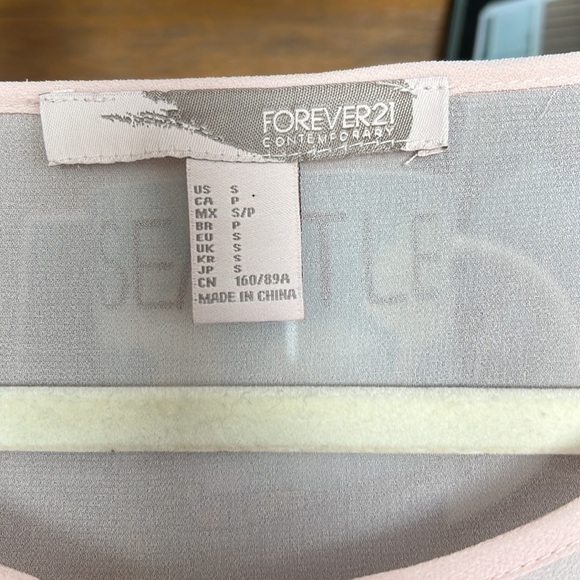 FOREVER21
CONTEMPORARY
US S
CA P
MX S/P
BR P
EU S
UK S
KR S
JP S
CN 160/89A
MADE IN CHINA